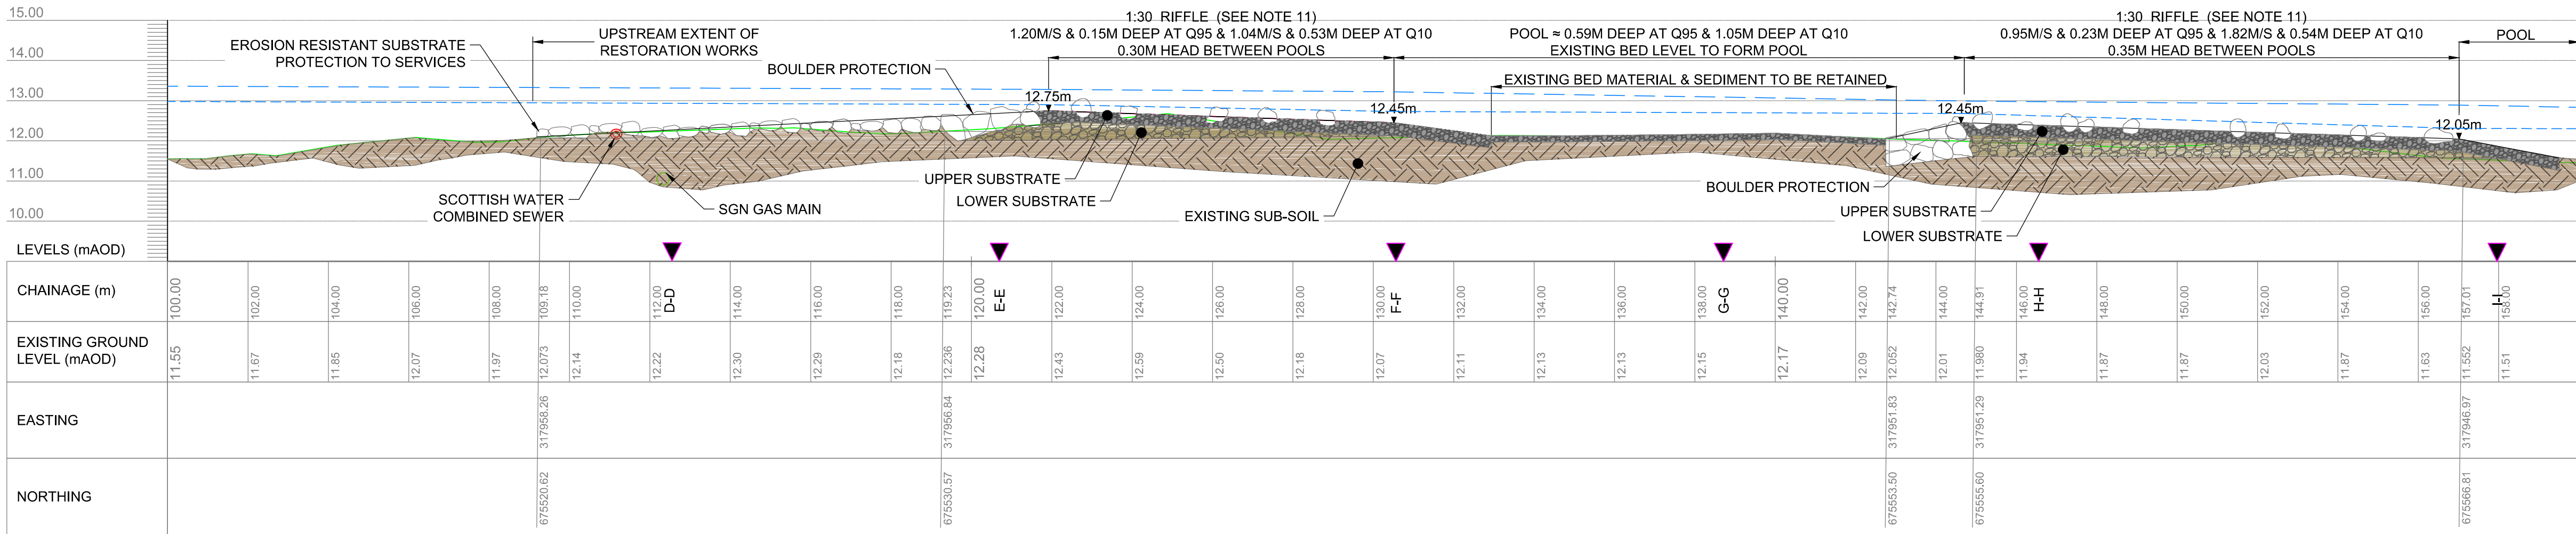 15.00
14.00
13.00
12.00
11.00
10.00
LEVELS (mAOD)
EROSION RESISTANT SUBSTRATE
PROTECTION TO SERVICES
UPSTREAM EXTENT OF
RESTORATION WORKS
BOULDER PROTECTION
1:30 RIFFLE (SEE NOTE 11)
1.20M/S & 0.15M DEEP AT Q95 & 1.04M/S & 0.53M DEEP AT Q10
0.30M HEAD BETWEEN POOLS
POOL ≈ 0.59M DEEP AT Q95 & 1.05M DEEP AT Q10
EXISTING BED LEVEL TO FORM POOL
EXISTING BED MATERIAL & SEDIMENT TO BE RETAINED
1:30 RIFFLE (SEE NOTE 11)
0.95M/S & 0.23M DEEP AT Q95 & 1.82M/S & 0.54M DEEP AT Q10
0.35M HEAD BETWEEN POOLS
POOL
12.75m
12.45m
12.45m
12.05m
SCOTTISH WATER
COMBINED SEWER
SGN GAS MAIN
UPPER SUBSTRATE
LOWER SUBSTRATE
EXISTING SUB-SOIL
BOULDER PROTECTION
UPPER SUBSTRATE
LOWER SUBSTRATE
CHAINAGE (m)
100.00
102.00
104.00
106.00
108.00
109.18
110.00
112.00
D-D
114.00
116.00
118.00
119.23
120.00
E-E
122.00
124.00
126.00
128.00
130.00
F-F
132.00
134.00
136.00
138.00
G-G
140.00
142.00
142.74
144.00
144.91
146.00
H-H
148.00
150.00
152.00
154.00
156.00
157.01
I-I
158.00
EXISTING GROUND
LEVEL (mAOD)
11.55
11.67
11.85
12.07
11.97
12.073
12.14
12.22
12.30
12.29
12.18
12.236
12.28
12.43
12.59
12.50
12.18
12.07
12.11
12.13
12.13
12.15
12.17
12.09
12.052
12.01
11.980
11.94
11.87
11.87
12.03
11.87
11.63
11.552
11.51
EASTING
317958.26
317956.84
317951.83
317951.29
317946.97
NORTHING
675520.62
675530.57
675553.50
675555.60
675566.81